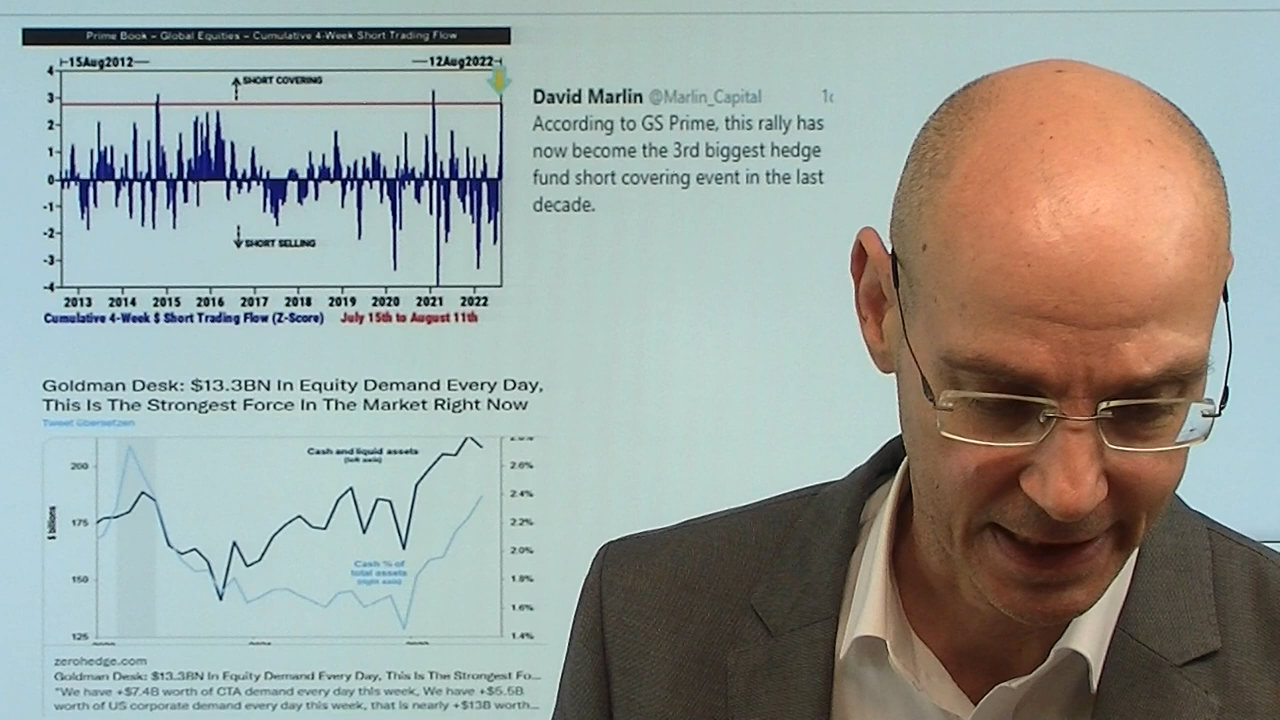 Prime Book – Global Equities – Cumulative 4-Week Short Trading Flow
15Aug2012
12Aug2022
4
SHORT COVERING
3
2
1
0
-1
-2
SHORT SELLING
-3
-4
2013 2014 2015 2016 2017 2018 2019 2020 2021 2022
Cumulative 4-Week $ Short Trading Flow (Z-Score) July 15th to August 11th
David Marlin @Marlin_Capital
According to GS Prime, this rally has
now become the 3rd biggest hedge
fund short covering event in the last
decade.
Goldman Desk: $13.3BN In Equity Demand Every Day,
This Is The Strongest Force In The Market Right Now
Tweet übersetzen
Cash and liquid assets
(left axis)
200
2.6%
2.4%
$ billions
175
2.2%
2.0%
Cash % of
total assets
(right axis)
150
1.8%
1.6%
125
1.4%
zerohedge.com
Goldman Desk: $13.3BN In Equity Demand Every Day, This Is The Strongest Fo...
"We have +$7.4B worth of CTA demand every day this week, We have +$5.5B
worth of US corporate demand every day this week, that is nearly +$13B worth...